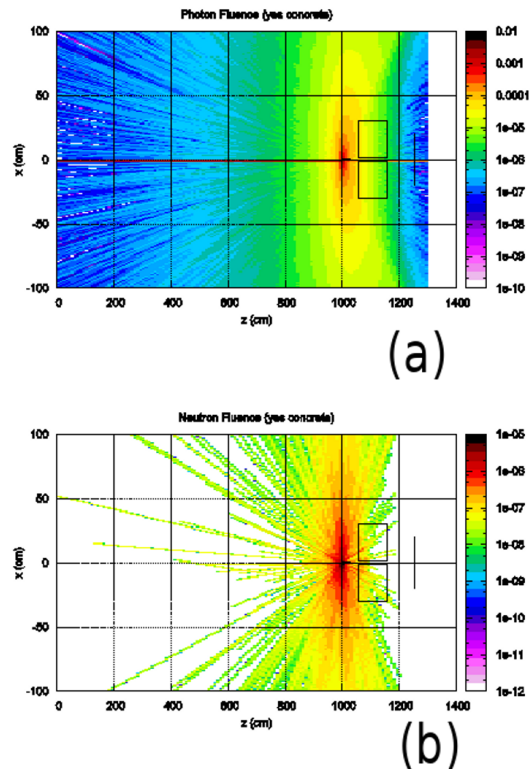 Photon Fluence (yes concrete)
100
50
0
-50
-100
x (cm)
0 200 400 600 800 1000 1200 1400
z (cm)
0.01
0.001
0.0001
1e-05
1e-06
1e-07
1e-08
1e-09
1e-10
(a)
Neutron Fluence (yes concrete)
100
50
0
-50
-100
x (cm)
0 200 400 600 800 1000 1200 1400
z (cm)
1e-05
1e-06
1e-07
1e-08
1e-09
1e-10
1e-11
1e-12
(b)